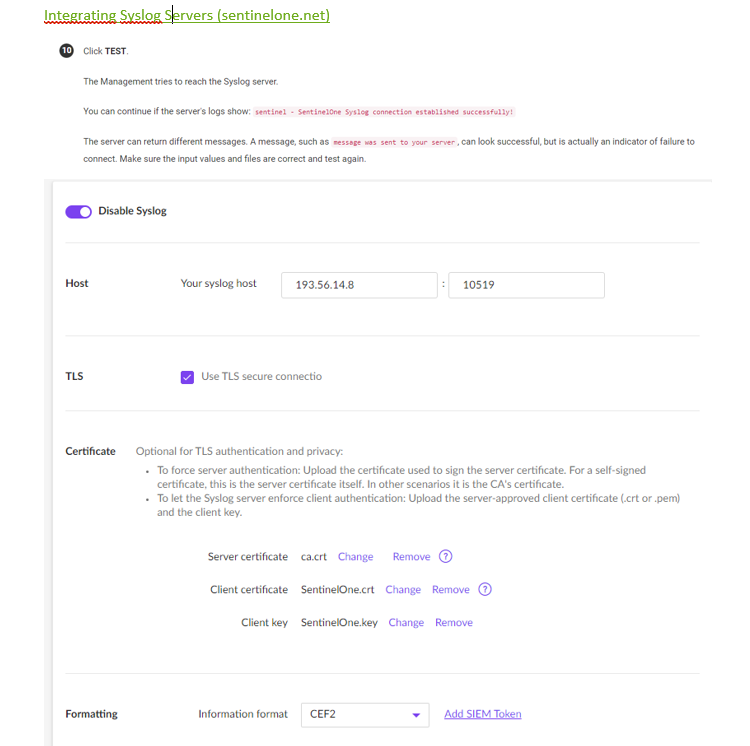 Integrating Syslog Servers (sentinelone.net)
10 Click TEST.
The Management tries to reach the Syslog server.
You can continue if the server's logs show: sentinel - SentinelOne Syslog connection established successfully!
The server can return different messages. A message, such as message was sent to your server, can look successful, but is actually an indicator of failure to
connect. Make sure the input values and files are correct and test again.
Disable Syslog
Host Your syslog host 193.56.14.8 : 10519
TLS Use TLS secure connectio
Certificate Optional for TLS authentication and privacy:
• To force server authentication: Upload the certificate used to sign the server certificate. For a self-signed
certificate, this is the server certificate itself. In other scenarios it is the CA's certificate.
• To let the Syslog server enforce client authentication: Upload the server-approved client certificate (.crt or .pem)
and the client key.
Server certificate ca.crt Change Remove ?
Client certificate SentinelOne.crt Change Remove ?
Client key SentinelOne.key Change Remove
Formatting Information format CEF2 Add SIEM Token